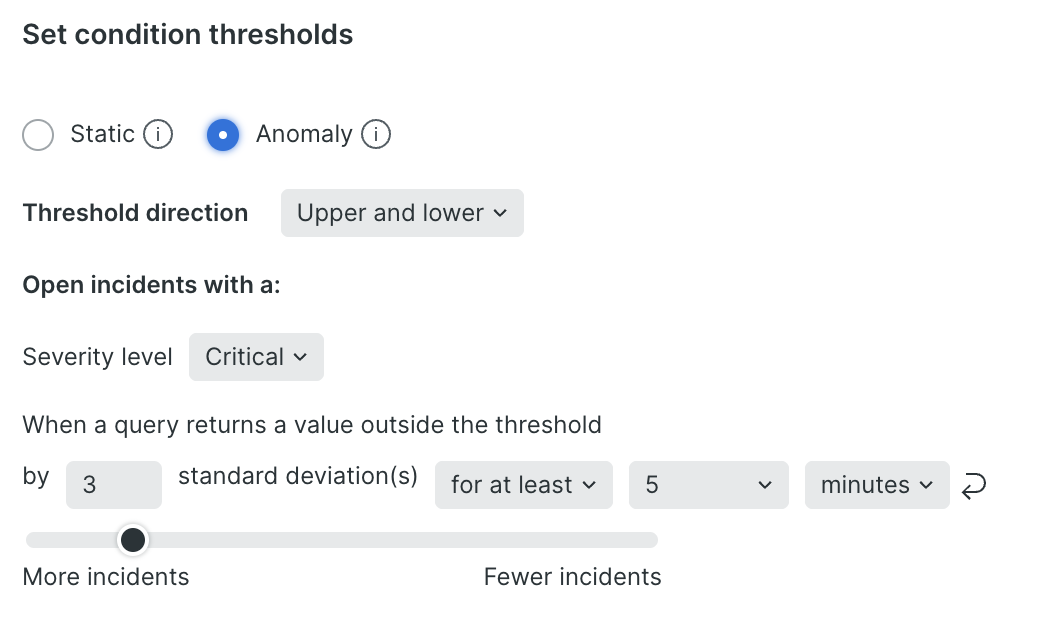 Set condition thresholds
Static i Anomaly i
Threshold direction Upper and lower
Open incidents with a:
Severity level Critical
When a query returns a value outside the threshold
by 3 standard deviation(s) for at least 5 minutes
More incidents Fewer incidents